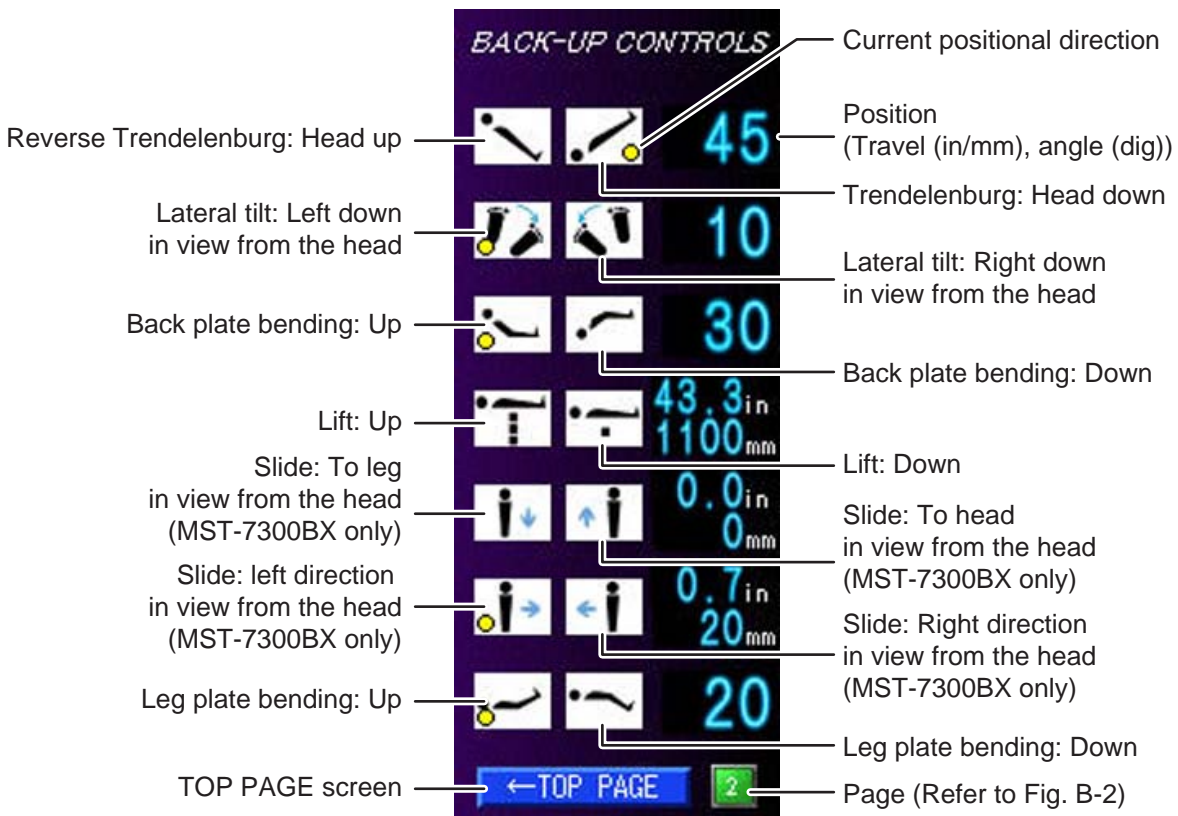 BACK-UP CONTROLS
Current positional direction
Reverse Trendelenburg: Head up
45
Position
(Travel (in/mm), angle (dig))
Trendelenburg: Head down
Lateral tilt: Left down
in view from the head
10
Lateral tilt: Right down
in view from the head
Back plate bending: Up
30
Back plate bending: Down
Lift: Up
43.3in
1100mm
Lift: Down
Slide: To leg
in view from the head
(MST-7300BX only)
0.0in
0mm
Slide: To head
in view from the head
(MST-7300BX only)
Slide: left direction
in view from the head
(MST-7300BX only)
0.7in
20mm
Slide: Right direction
in view from the head
(MST-7300BX only)
Leg plate bending: Up
20
Leg plate bending: Down
TOP PAGE screen
←TOP PAGE
2
Page (Refer to Fig. B-2)